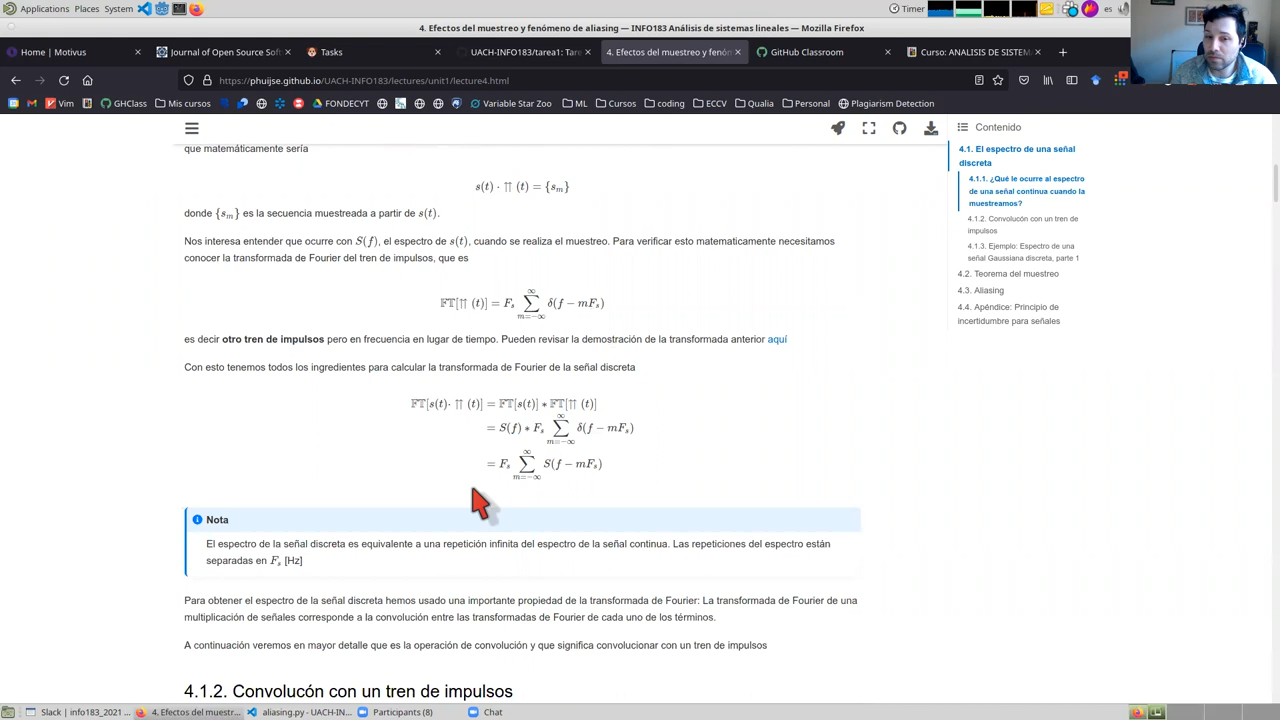 Applications Places System Timer es
4. Efectos del muestreo y fenómeno de aliasing — INFO183 Análisis de sistemas lineales — Mozilla Firefox
Home | Motivus Journal of Open Source Sof Tasks UACH-INFO183/tarea1: Tare 4. Efectos del muestreo y fenóm GitHub Classroom Curso: ANALISIS DE SISTEM
https://phuijse.github.io/UACH-INFO183/lectures/unit1/lecture4.html
Vim GHClass Mis cursos FONDECYT Variable Star Zoo ML Cursos coding ECCV Qualia Personal Plagiarism Detection
Contenido
4.1. El espectro de una señal
discreta
4.1.1. ¿Qué le ocurre al espectro
de una señal continua cuando la
muestreamos?
4.1.2. Convolucón con un tren de
impulsos
4.1.3. Ejemplo: Espectro de una
señal Gaussiana discreta, parte 1
4.2. Teorema del muestreo
4.3. Aliasing
4.4. Apéndice: Principio de
incertidumbre para señales
que matemáticamente sería
s(t) · ⇈ (t) = {s_m}
donde {s_m} es la secuencia muestreada a partir de s(t).
Nos interesa entender que ocurre con S(f), el espectro de s(t), cuando se realiza el muestreo. Para verificar esto matematicamente necesitamos
conocer la transformada de Fourier del tren de impulsos, que es
𝔽𝕋[⇈ (t)] = F_s ∑_{m=−∞}^{∞} δ(f − mF_s)
es decir otro tren de impulsos pero en frecuencia en lugar de tiempo. Pueden revisar la demostración de la transformada anterior aquí
Con esto tenemos todos los ingredientes para calcular la transformada de Fourier de la señal discreta
𝔽𝕋[s(t)· ⇈ (t)] = 𝔽𝕋[s(t)] ∗ 𝔽𝕋[⇈ (t)]
= S(f) ∗ F_s ∑_{m=−∞}^{∞} δ(f − mF_s)
= F_s ∑_{m=−∞}^{∞} S(f − mF_s)
Nota
El espectro de la señal discreta es equivalente a una repetición infinita del espectro de la señal continua. Las repeticiones del espectro están
separadas en F_s [Hz]
Para obtener el espectro de la señal discreta hemos usado una importante propiedad de la transformada de Fourier: La transformada de Fourier de una
multiplicación de señales corresponde a la convolución entre las transformadas de Fourier de cada uno de los términos.
A continuación veremos en mayor detalle que es la operación de convolución y que significa convolucionar con un tren de impulsos
4.1.2. Convolucón con un tren de impulsos
Slack | info183_2021 ... 4. Efectos del muestr... aliasing.py - UACH-IN... Participants (8) Chat